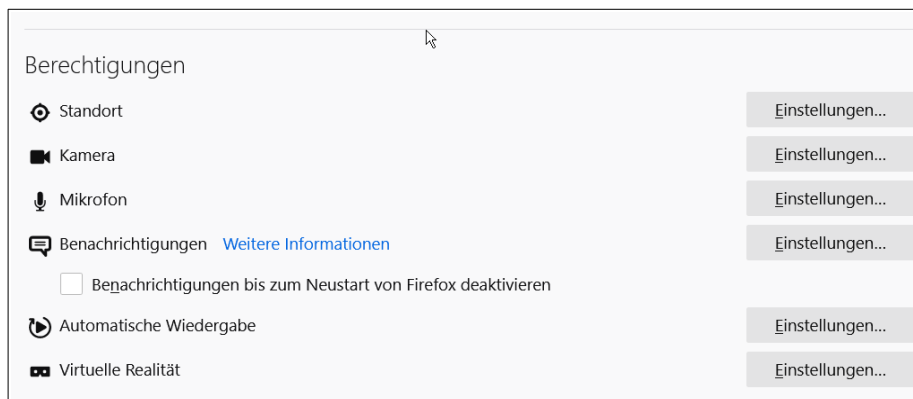 Berechtigungen
Standort Einstellungen...
Kamera Einstellungen...
Mikrofon Einstellungen...
Benachrichtigungen Weitere Informationen Einstellungen...
Benachrichtigungen bis zum Neustart von Firefox deaktivieren
Automatische Wiedergabe Einstellungen...
Virtuelle Realität Einstellungen...